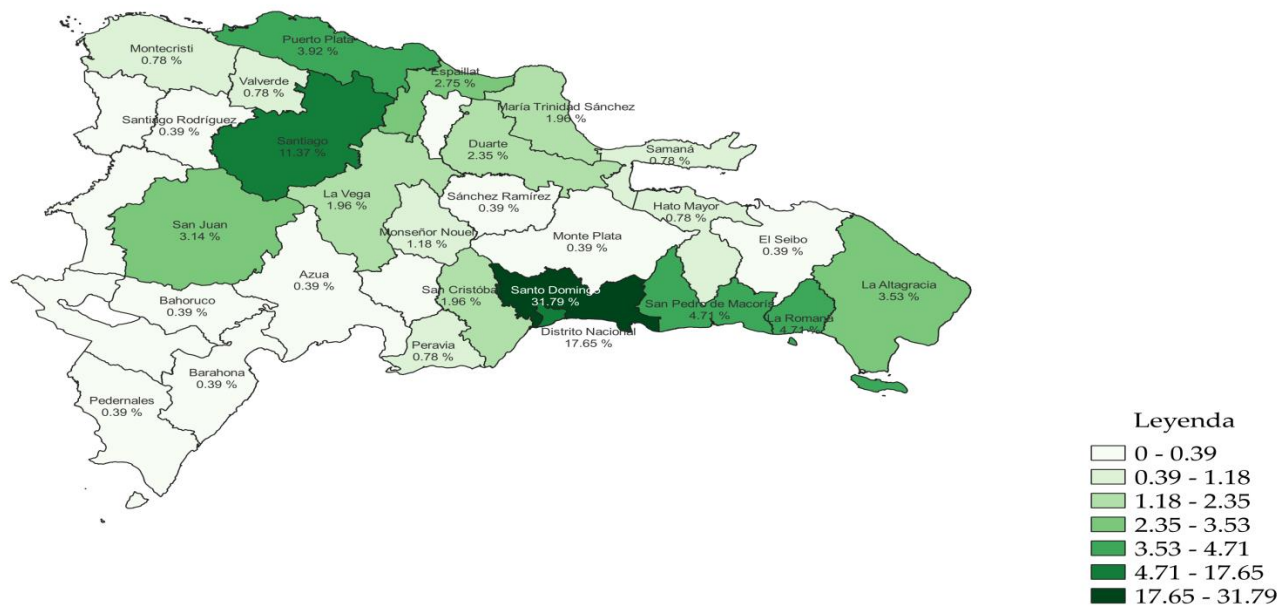 Puerto Plata
3.92 %
Montecristi
0.78 %
Espaillat
2.75 %
Valverde
0.78 %
María Trinidad Sánchez
1.96 %
Santiago Rodríguez
0.39 %
Santiago
11.37 %
Duarte
2.35 %
Samaná
0.78 %
La Vega
1.96 %
Sánchez Ramírez
0.39 %
Hato Mayor
0.78 %
San Juan
3.14 %
Monseñor Nouel
1.18 %
Monte Plata
0.39 %
El Seibo
0.39 %
Azua
0.39 %
La Altagracia
3.53 %
San Cristóbal
1.96 %
Santo Domingo
31.79 %
Bahoruco
0.39 %
San Pedro de Macorís
4.71 %
La Romana
4.71 %
Distrito Nacional
17.65 %
Peravia
0.78 %
Barahona
0.39 %
Pedernales
0.39 %
Leyenda
0 - 0.39
0.39 - 1.18
1.18 - 2.35
2.35 - 3.53
3.53 - 4.71
4.71 - 17.65
17.65 - 31.79